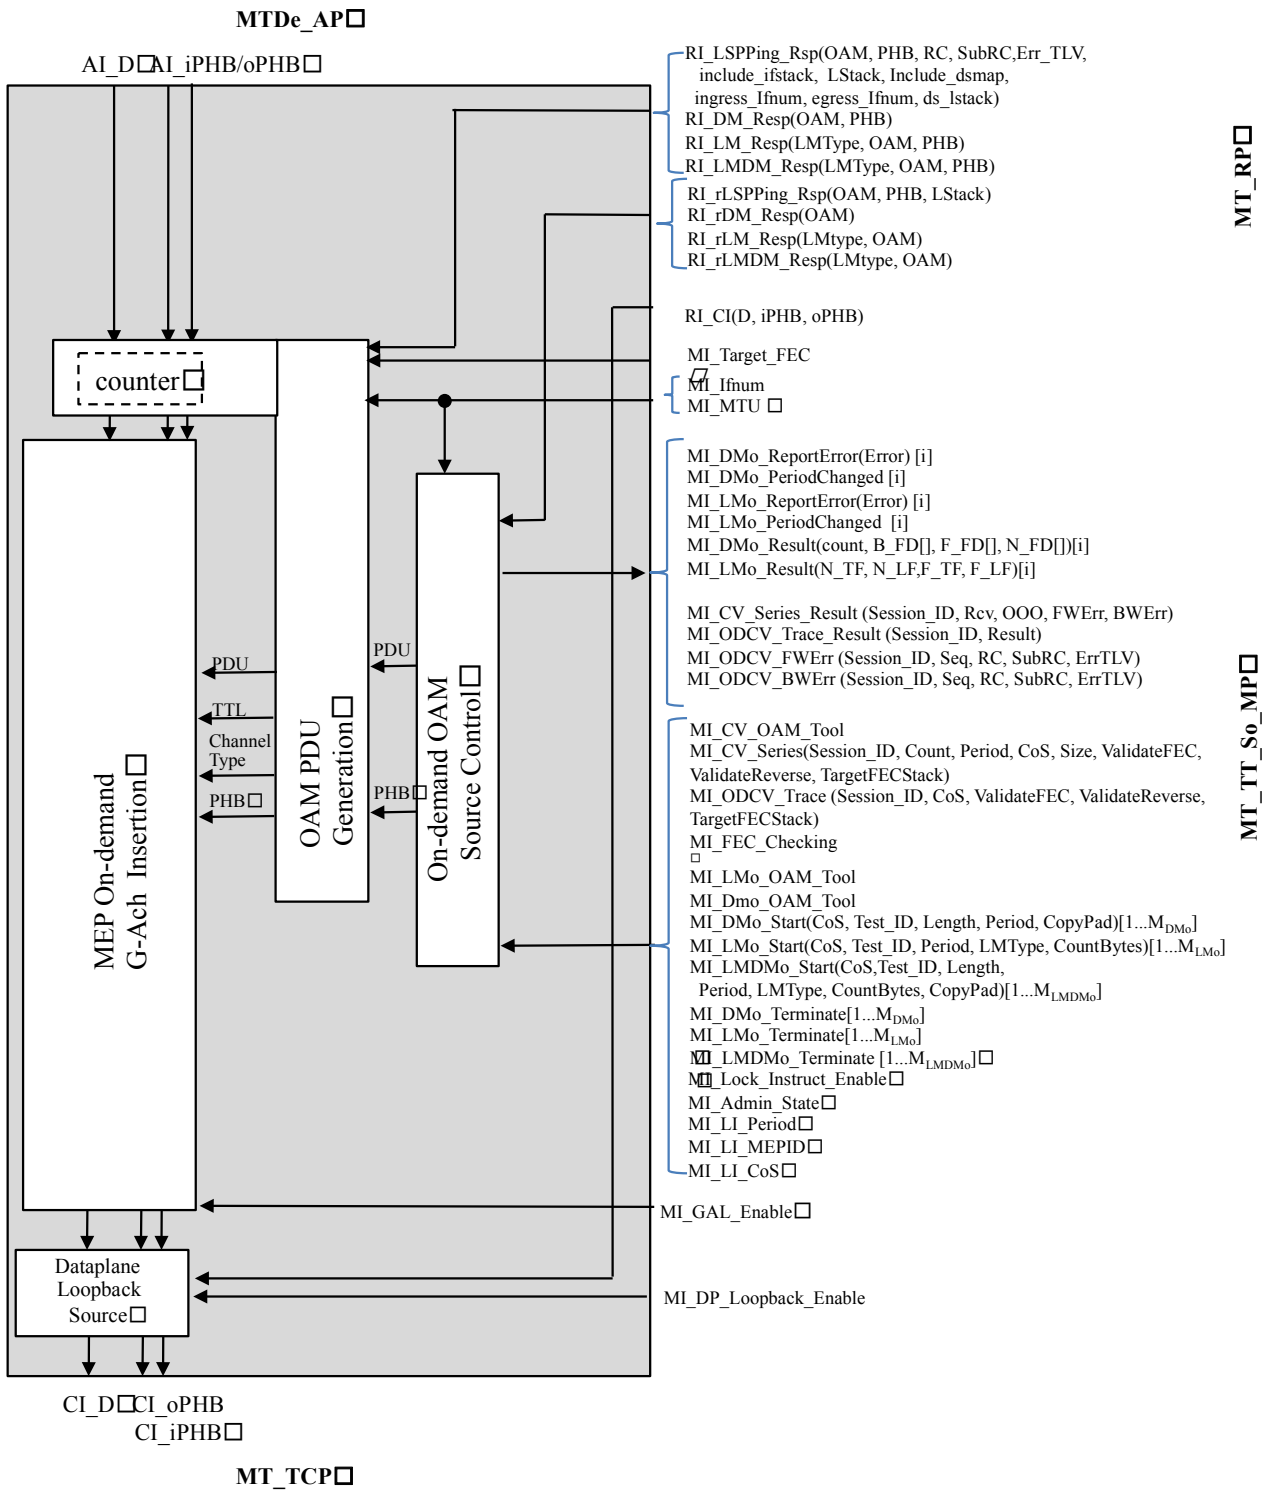 MTDe_AP
AI_D AI_iPHB/oPHB
RI_LSPPing_Rsp(OAM, PHB, RC, SubRC,Err_TLV,
include_ifstack, LStack, Include_dsmap,
ingress_Ifnum, egress_Ifnum, ds_lstack)
RI_DM_Resp(OAM, PHB)
RI_LM_Resp(LMType, OAM, PHB)
RI_LMDM_Resp(LMType, OAM, PHB)
RI_rLSPPing_Rsp(OAM, PHB, LStack)
RI_rDM_Resp(OAM)
RI_rLM_Resp(LMtype, OAM)
RI_rLMDM_Resp(LMtype, OAM)
MT_RP
RI_CI(D, iPHB, oPHB)
MI_Target_FEC
MI_Ifnum
MI_MTU
counter
MI_DMo_ReportError(Error) [i]
MI_DMo_PeriodChanged [i]
MI_LMo_ReportError(Error) [i]
MI_LMo_PeriodChanged [i]
MI_DMo_Result(count, B_FD[], F_FD[], N_FD[])[i]
MI_LMo_Result(N_TF, N_LF,F_TF, F_LF)[i]
MI_CV_Series_Result (Session_ID, Rcv, OOO, FWErr, BWErr)
MI_ODCV_Trace_Result (Session_ID, Result)
MI_ODCV_FWErr (Session_ID, Seq, RC, SubRC, ErrTLV)
MI_ODCV_BWErr (Session_ID, Seq, RC, SubRC, ErrTLV)
PDU
PDU
TTL
Channel
Type
PHB
PHB
MEP On-demand
G-Ach Insertion
OAM PDU
Generation
On-demand OAM
Source Control
MT_TT_So_MP
MI_CV_OAM_Tool
MI_CV_Series(Session_ID, Count, Period, CoS, Size, ValidateFEC,
ValidateReverse, TargetFECStack)
MI_ODCV_Trace (Session_ID, CoS, ValidateFEC, ValidateReverse,
TargetFECStack)
MI_FEC_Checking
MI_LMo_OAM_Tool
MI_Dmo_OAM_Tool
MI_DMo_Start(CoS, Test_ID, Length, Period, CopyPad)[1...MDMo]
MI_LMo_Start(CoS, Test_ID, Period, LMType, CountBytes)[1...MLMo]
MI_LMDMo_Start(CoS,Test_ID, Length,
Period, LMType, CountBytes, CopyPad)[1...MLMDMo]
MI_DMo_Terminate[1...MDMo]
MI_LMo_Terminate[1...MLMo]
MI_LMDMo_Terminate [1...MLMDMo]
MI_Lock_Instruct_Enable
MI_Admin_State
MI_LI_Period
MI_LI_MEPID
MI_LI_CoS
MI_GAL_Enable
Dataplane
Loopback
Source
MI_DP_Loopback_Enable
CI_D CI_oPHB
CI_iPHB
MT_TCP